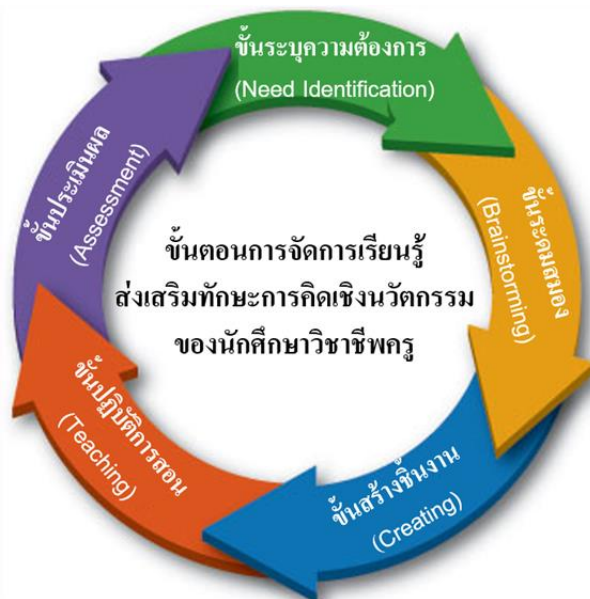 ขั้นระบุความต้องการ
(Need Identification)
ขั้นระดมสมอง
(Brainstorming)
ขั้นสร้างชิ้นงาน
(Creating)
ขั้นปฏิบัติการสอน
(Teaching)
ขั้นประเมินผล
(Assessment)
ขั้นตอนการจัดการเรียนรู้
ส่งเสริมทักษะการคิดเชิงนวัตกรรม
ของนักศึกษาวิชาชีพครู